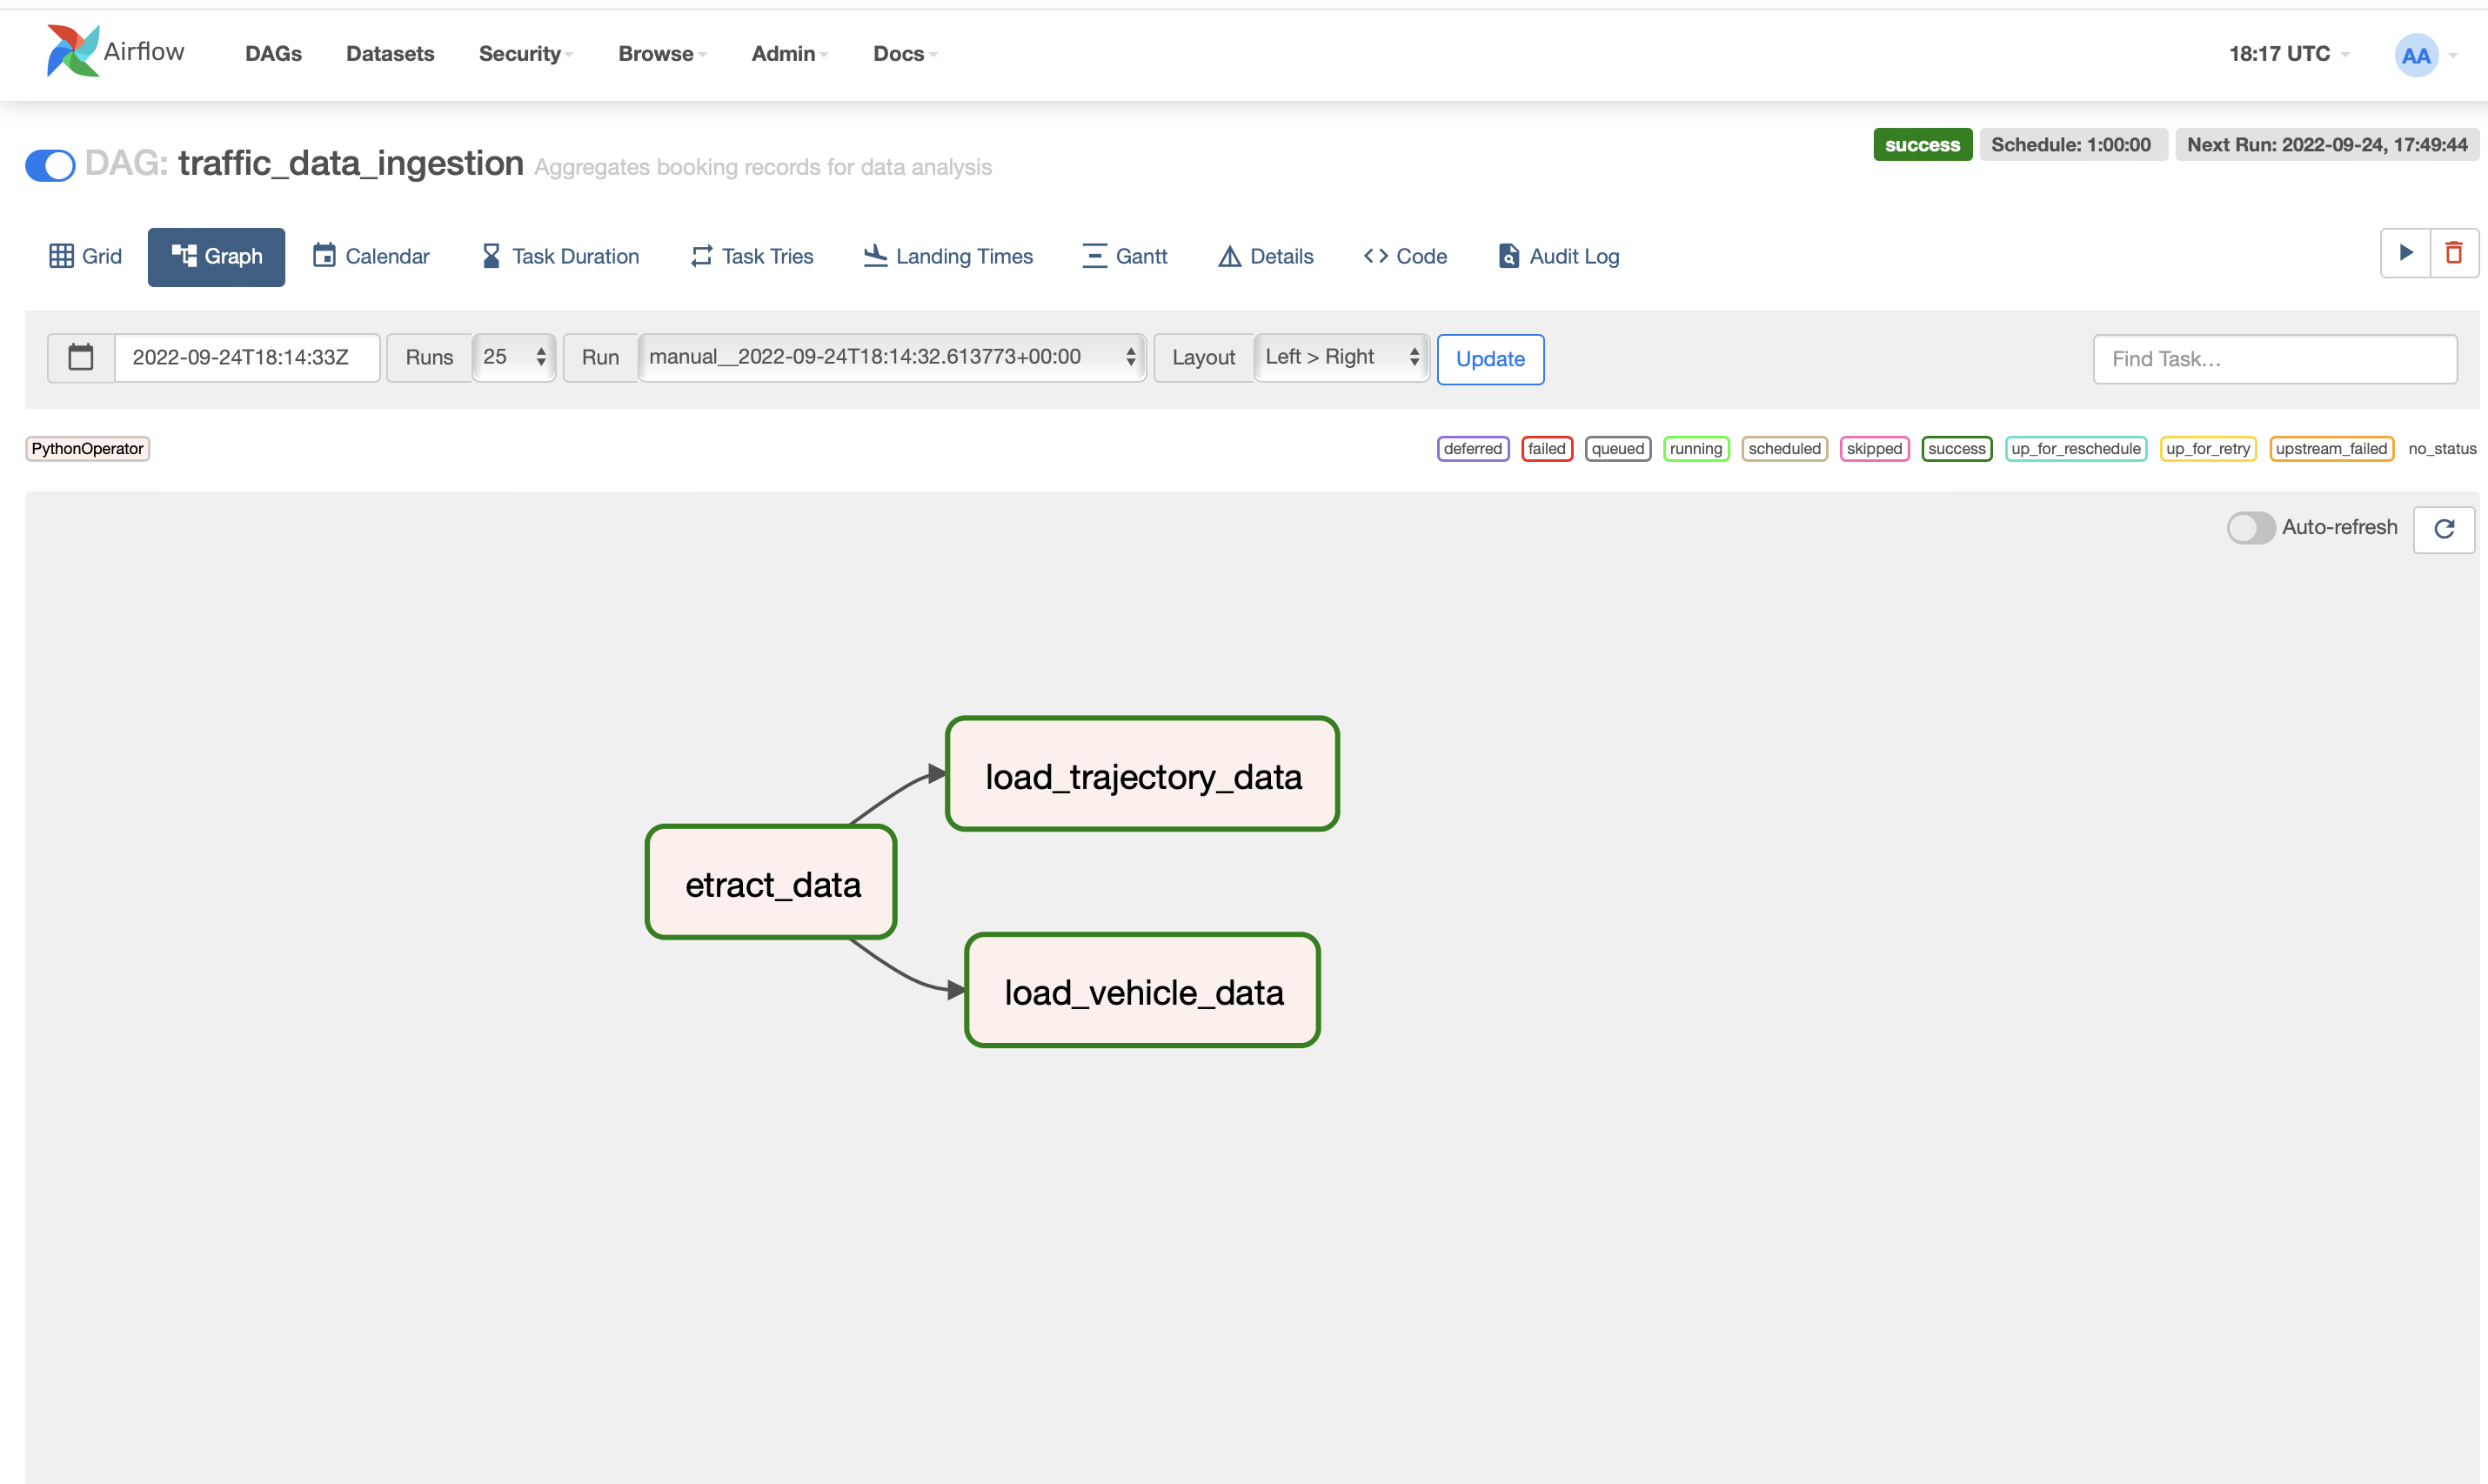 Airflow DAGs Datasets Security Browse Admin Docs 18:17 UTC AA
DAG: traffic_data_ingestion Aggregates booking records for data analysis success Schedule: 1:00:00 Next Run: 2022-09-24, 17:49:44
Grid Graph Calendar Task Duration Task Tries Landing Times Gantt Details Code Audit Log
2022-09-24T18:14:33Z Runs 25 Run manual__2022-09-24T18:14:32.613773+00:00 Layout Left > Right Update Find Task…
PythonOperator deferred failed queued running scheduled skipped success up_for_reschedule up_for_retry upstream_failed no_status
Auto-refresh
load_trajectory_data
etract_data
load_vehicle_data